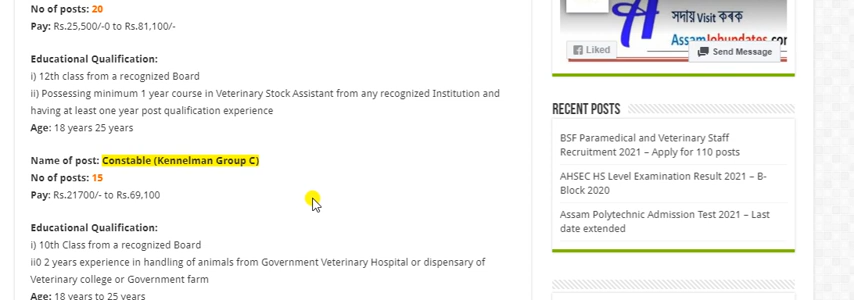 No of posts: 20
Pay: Rs.25,500/-0 to Rs.81,100/-
Educational Qualification:
i) 12th class from a recognized Board
ii) Possessing minimum 1 year course in Veterinary Stock Assistant from any recognized Institution and
having at least one year post qualification experience
Age: 18 years 25 years
Name of post: Constable (Kennelman Group C)
No of posts: 15
Pay: Rs.21700/- to Rs.69,100
Educational Qualification:
i) 10th Class from a recognized Board
ii0 2 years experience in handling of animals from Government Veterinary Hospital or dispensary of
Veterinary college or Government farm
Age: 18 years to 25 years
সদায় Visit কৰক
AssamJobupdates.com
Liked
Send Message
RECENT POSTS
BSF Paramedical and Veterinary Staff
Recruitment 2021 – Apply for 110 posts
AHSEC HS Level Examination Result 2021 – B-
Block 2020
Assam Polytechnic Admission Test 2021 – Last
date extended